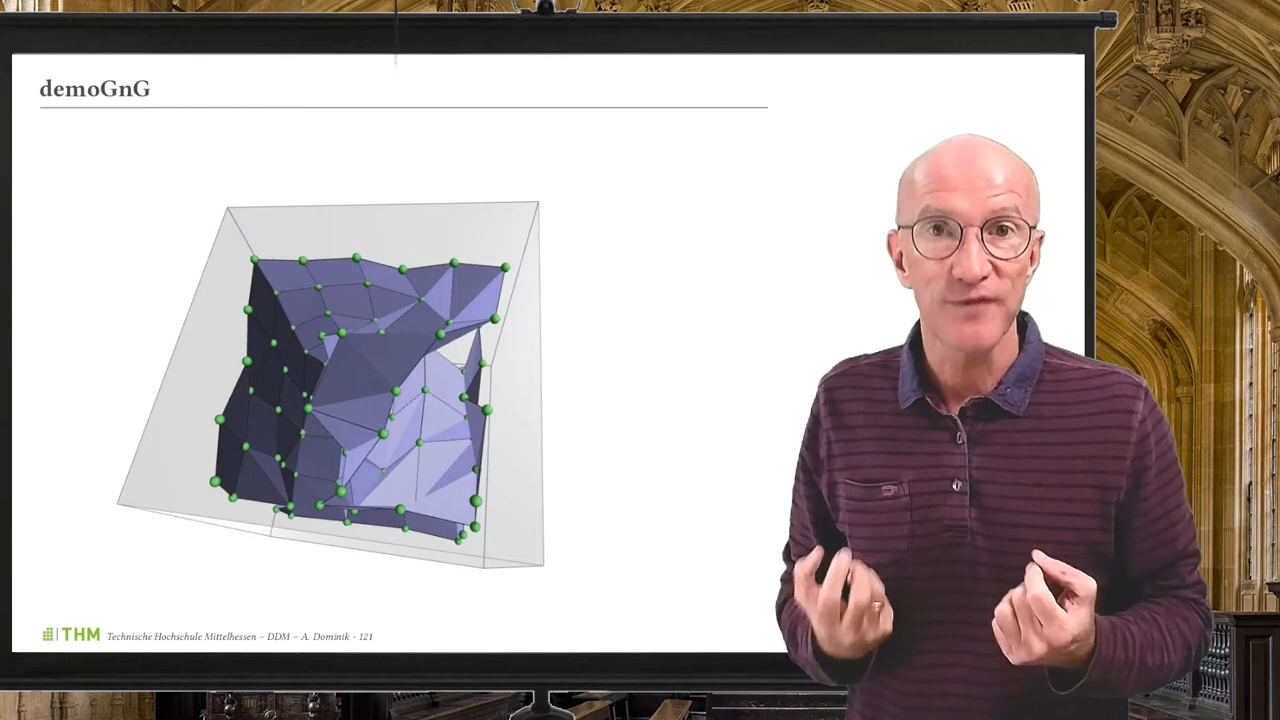 demoGnG
THM Technische Hochschule Mittelhessen – DDM – A. Dominik - 121